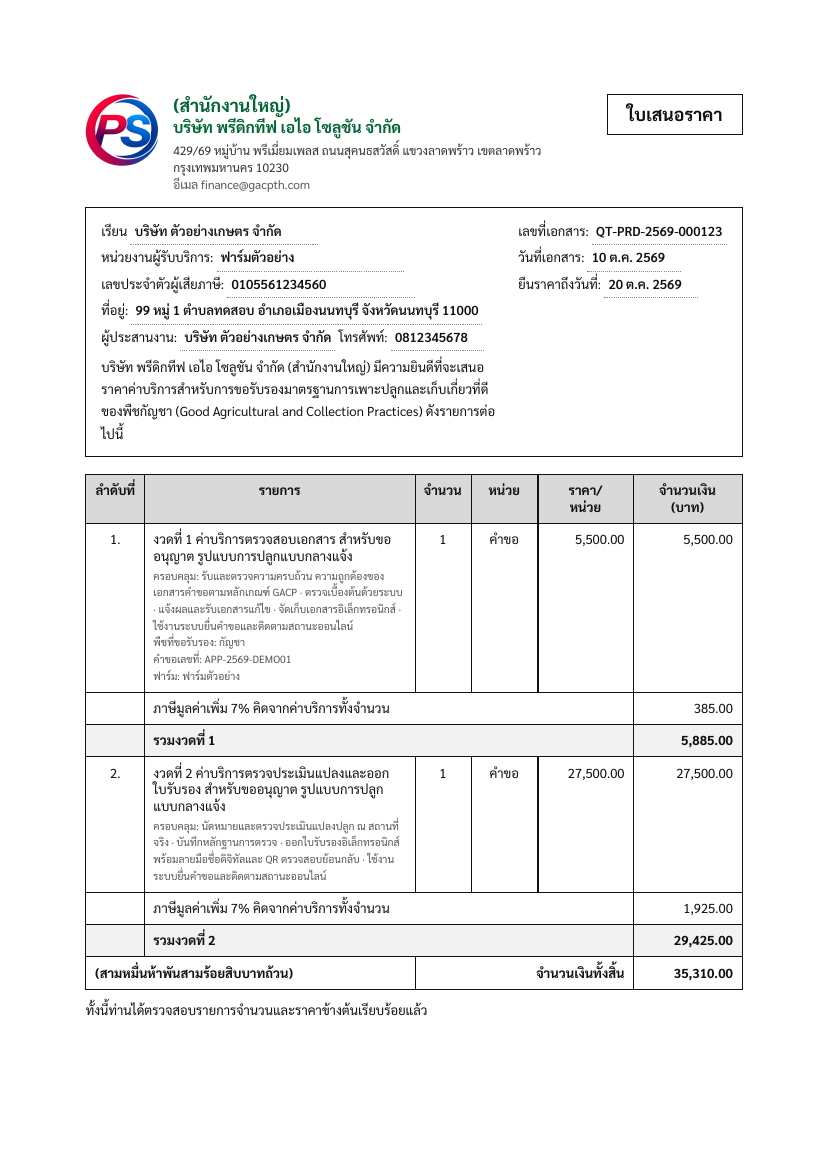 PS
(สำนักงานใหญ่)
บริษัท พรีดิกทีฟ เอไอ โซลูชัน จำกัด
429/69 หมู่บ้าน พรีเมี่ยมเพลส ถนนสุคนธสวัสดิ์ แขวงลาดพร้าว เขตลาดพร้าว
กรุงเทพมหานคร 10230
อีเมล finance@gacpth.com
ใบเสนอราคา
เรียน บริษัท ตัวอย่างเกษตร จำกัด
หน่วยงานผู้รับบริการ: ฟาร์มตัวอย่าง
เลขประจำตัวผู้เสียภาษี: 0105561234560
ที่อยู่: 99 หมู่ 1 ตำบลทดสอบ อำเภอเมืองนนทบุรี จังหวัดนนทบุรี 11000
ผู้ประสานงาน: บริษัท ตัวอย่างเกษตร จำกัด โทรศัพท์: 0812345678
บริษัท พรีดิกทีฟ เอไอ โซลูชัน จำกัด (สำนักงานใหญ่) มีความยินดีที่จะเสนอ
ราคาค่าบริการสำหรับการขอรับรองมาตรฐานการเพาะปลูกและเก็บเกี่ยวที่ดี
ของพืชกัญชา (Good Agricultural and Collection Practices) ดังรายการต่อ
ไปนี้
เลขที่เอกสาร: QT-PRD-2569-000123
วันที่เอกสาร: 10 ต.ค. 2569
ยืนราคาถึงวันที่: 20 ต.ค. 2569
ลำดับที่ รายการ จำนวน หน่วย ราคา/ จำนวนเงิน
หน่วย (บาท)
1. งวดที่ 1 ค่าบริการตรวจสอบเอกสาร สำหรับขอ 1 คำขอ 5,500.00 5,500.00
อนุญาต รูปแบบการปลูกแบบกลางแจ้ง
ครอบคลุม: รับและตรวจความครบถ้วน ความถูกต้องของ
เอกสารคำขอตามหลักเกณฑ์ GACP · ตรวจเบื้องต้นด้วยระบบ
· แจ้งผลและรับเอกสารแก้ไข · จัดเก็บเอกสารอิเล็กทรอนิกส์ ·
ใช้งานระบบยื่นคำขอและติดตามสถานะออนไลน์
พืชที่ขอรับรอง: กัญชา
คำขอเลขที่: APP-2569-DEMO01
ฟาร์ม: ฟาร์มตัวอย่าง
ภาษีมูลค่าเพิ่ม 7% คิดจากค่าบริการทั้งจำนวน 385.00
รวมงวดที่ 1 5,885.00
2. งวดที่ 2 ค่าบริการตรวจประเมินแปลงและออก 1 คำขอ 27,500.00 27,500.00
ใบรับรอง สำหรับขออนุญาต รูปแบบการปลูก
แบบกลางแจ้ง
ครอบคลุม: นัดหมายและตรวจประเมินแปลงปลูก ณ สถานที่
จริง · บันทึกหลักฐานการตรวจ · ออกใบรับรองอิเล็กทรอนิกส์
พร้อมลายมือชื่อดิจิทัลและ QR ตรวจสอบย้อนกลับ · ใช้งาน
ระบบยื่นคำขอและติดตามสถานะออนไลน์
ภาษีมูลค่าเพิ่ม 7% คิดจากค่าบริการทั้งจำนวน 1,925.00
รวมงวดที่ 2 29,425.00
(สามหมื่นห้าพันสามร้อยสิบบาทถ้วน) จำนวนเงินทั้งสิ้น 35,310.00
ทั้งนี้ท่านได้ตรวจสอบรายการจำนวนและราคาข้างต้นเรียบร้อยแล้ว